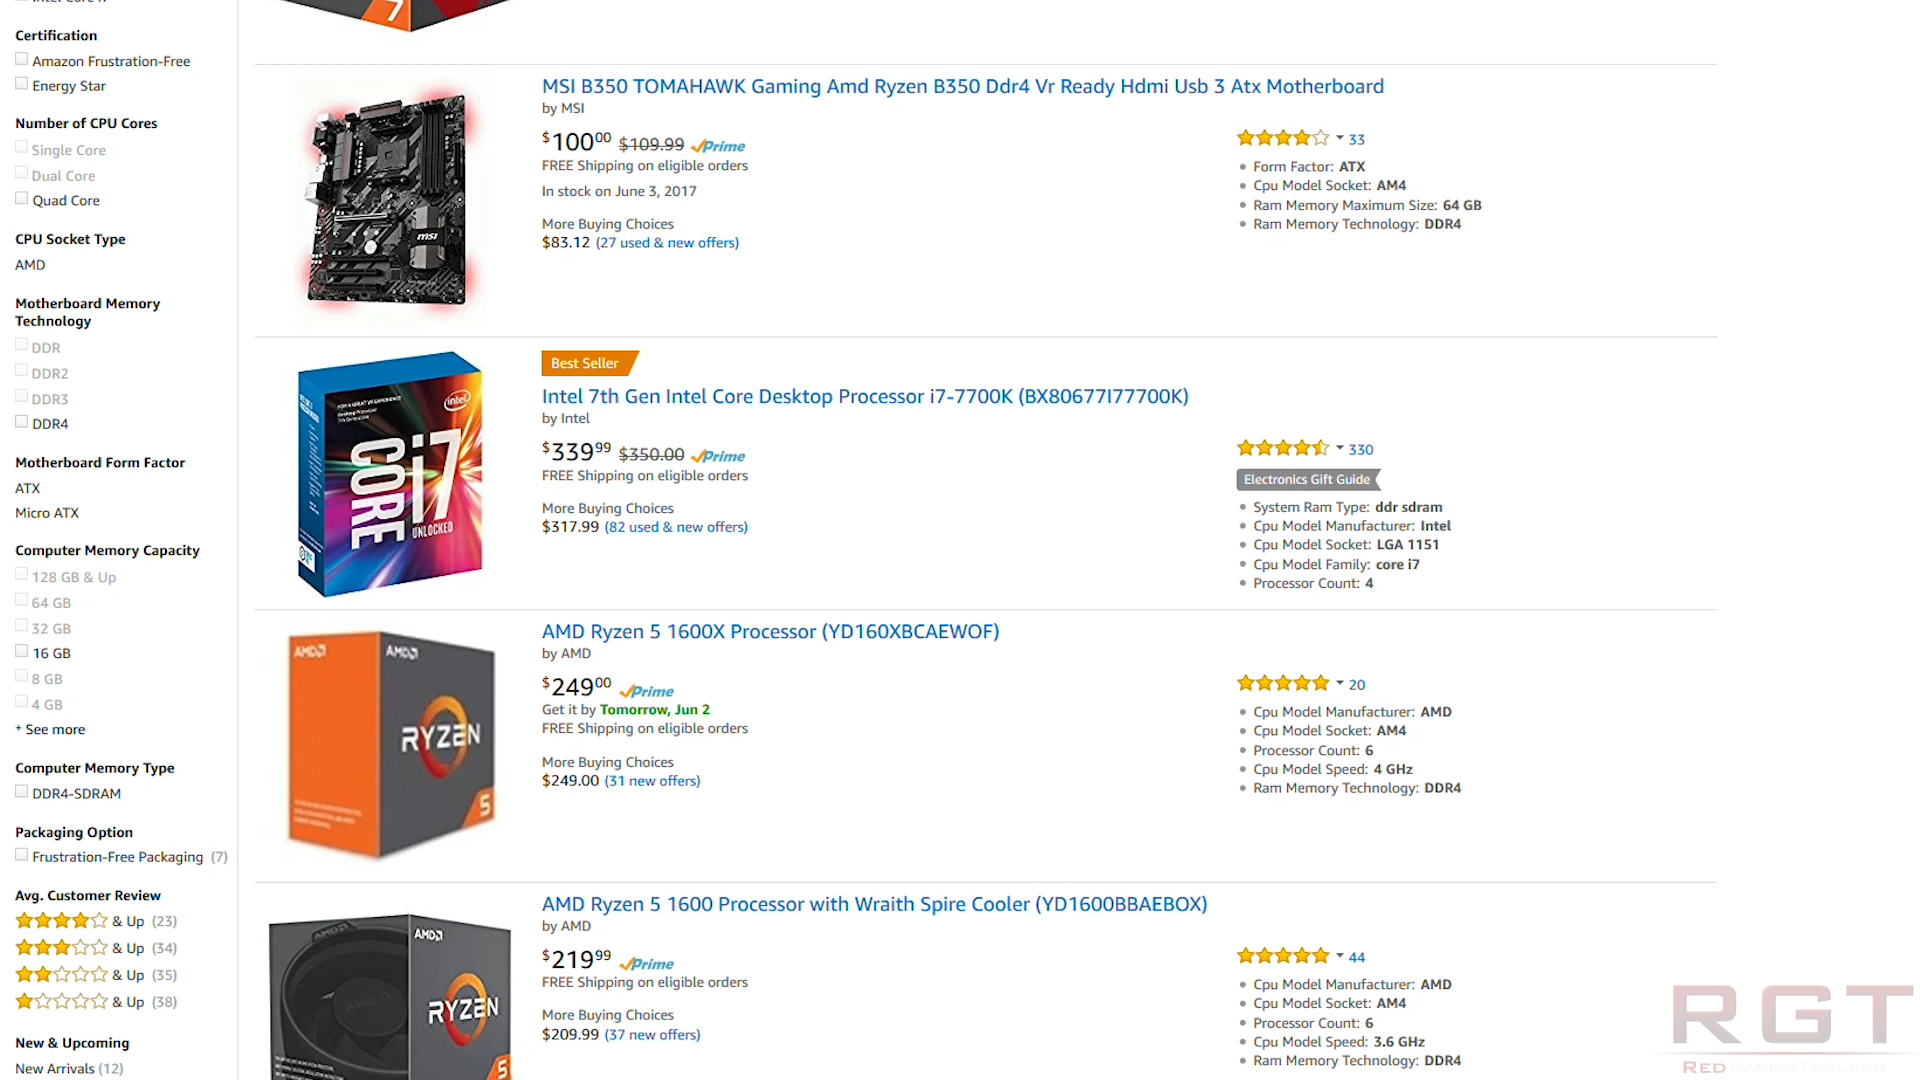 Certification
Amazon Frustration-Free
Energy Star
Number of CPU Cores
Single Core
Dual Core
Quad Core
CPU Socket Type
AMD
Motherboard Memory
Technology
DDR
DDR2
DDR3
DDR4
Motherboard Form Factor
ATX
Micro ATX
Computer Memory Capacity
128 GB & Up
64 GB
32 GB
16 GB
8 GB
4 GB
+ See more
Computer Memory Type
DDR4-SDRAM
Packaging Option
Frustration-Free Packaging (7)
Avg. Customer Review
& Up (23)
& Up (34)
& Up (35)
& Up (38)
New & Upcoming
New Arrivals (12)
7
MSI B350 TOMAHAWK Gaming Amd Ryzen B350 Ddr4 Vr Ready Hdmi Usb 3 Atx Motherboard
by MSI
$100 00 $109.99 Prime
FREE Shipping on eligible orders
In stock on June 3, 2017
More Buying Choices
$83.12 (27 used & new offers)
33
Form Factor: ATX
Cpu Model Socket: AM4
Ram Memory Maximum Size: 64 GB
Ram Memory Technology: DDR4
msi
Best Seller
Intel 7th Gen Intel Core Desktop Processor i7-7700K (BX80677I77700K)
by Intel
$339 99 $350.00 Prime
FREE Shipping on eligible orders
More Buying Choices
$317.99 (82 used & new offers)
330
Electronics Gift Guide
System Ram Type: ddr sdram
Cpu Model Manufacturer: Intel
Cpu Model Socket: LGA 1151
Cpu Model Family: core i7
Processor Count: 4
intel
CORE i7
UNLOCKED
AMD Ryzen 5 1600X Processor (YD160XBCAEWOF)
by AMD
$249 00 Prime
Get it by Tomorrow, Jun 2
FREE Shipping on eligible orders
More Buying Choices
$249.00 (31 new offers)
20
Cpu Model Manufacturer: AMD
Cpu Model Socket: AM4
Processor Count: 6
Cpu Model Speed: 4 GHz
Ram Memory Technology: DDR4
AMD
AMD
RYZEN
5
AMD Ryzen 5 1600 Processor with Wraith Spire Cooler (YD1600BBAEBOX)
by AMD
$219 99 Prime
FREE Shipping on eligible orders
More Buying Choices
$209.99 (37 new offers)
44
Cpu Model Manufacturer: AMD
Cpu Model Socket: AM4
Processor Count: 6
Cpu Model Speed: 3.6 GHz
Ram Memory Technology: DDR4
AMD
AMD
RYZEN
5
RGT